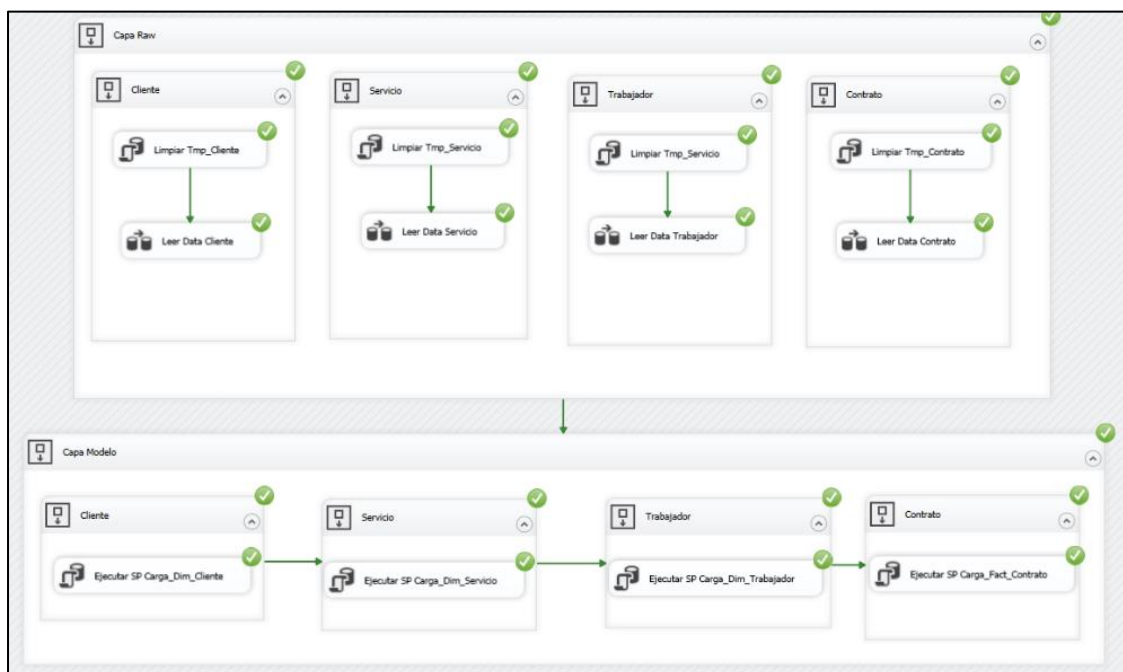 Capa Raw
Cliente
Servicio
Trabajador
Contrato
Limpiar Tmp_Cliente
Limpiar Tmp_Servicio
Limpiar Tmp_Servicio
Limpiar Tmp_Contrato
Leer Data Cliente
Leer Data Servicio
Leer Data Trabajador
Leer Data Contrato
Capa Modelo
Cliente
Servicio
Trabajador
Contrato
Ejecutar SP Carga_Dim_Cliente
Ejecutar SP Carga_Dim_Servicio
Ejecutar SP Carga_Dim_Trabajador
Ejecutar SP Carga_Fact_Contrato